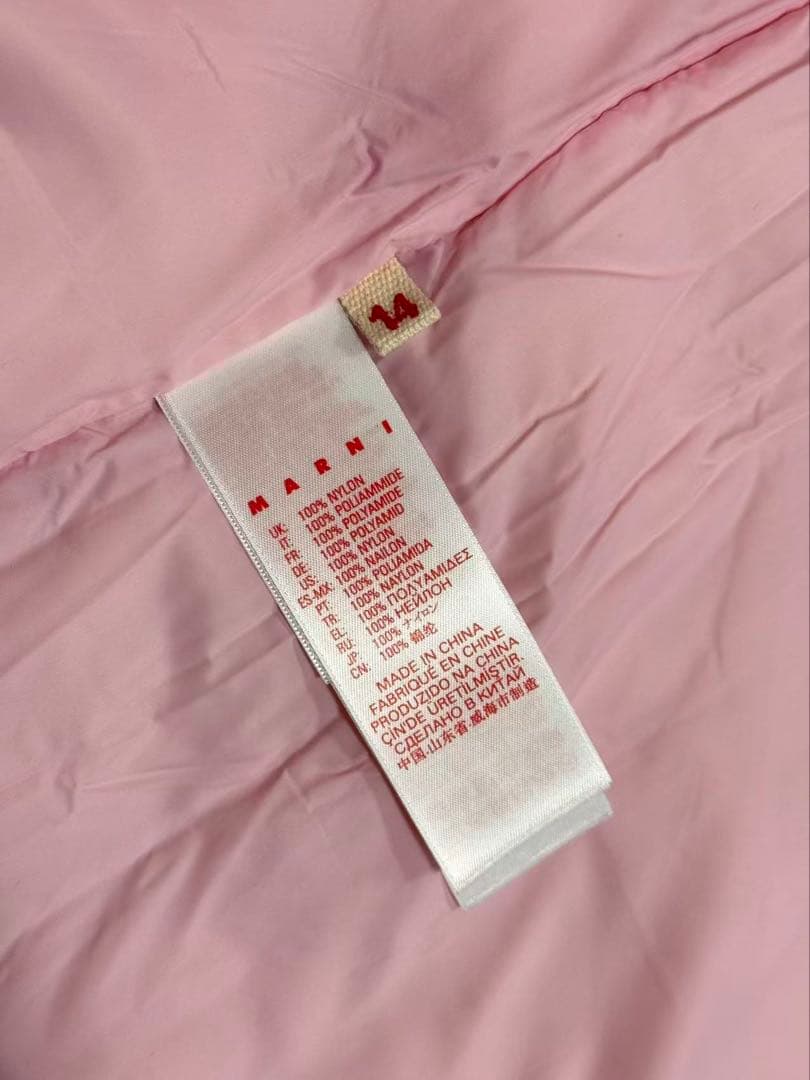 14
MARNI
UK: 100% NYLON
IT: 100% POLIAMMIDE
FR: 100% POLYAMIDE
DE: 100% POLYAMID
US: 100% NYLON
ES-MX: 100% NAILON
PT: 100% POLIAMIDA
TR: 100% NAYLON
EL: 100% ΠΟΛΥΑΜΙΔΕΣ
RU: 100% НЕЙЛОН
JP: 100% ナイロン
CN: 100% 锦纶
MADE IN CHINA
FABRIQUÉ EN CHINE
PRODUZIDO NA CHINA
ÇİN'DE ÜRETİLMİŞTİR
СДЕЛАНО В КИТАЙ
中国·山东省·威海市制造